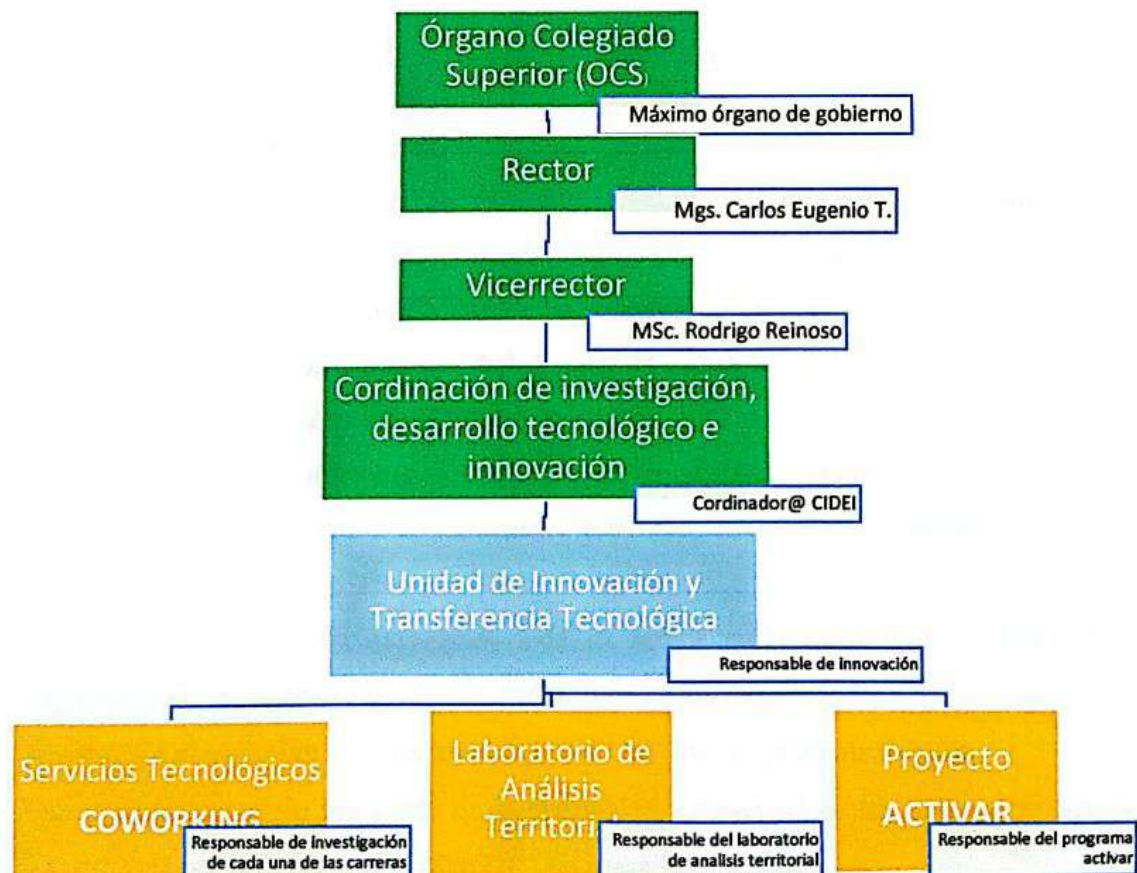 Órgano Colegiado
Superior (OCS)
Máximo órgano de gobierno
Rector
Mgs. Carlos Eugenio T.
Vicerrector
MSc. Rodrigo Reinoso
Cordinación de investigación,
desarrollo tecnológico e
innovación
Cordinador@ CIDEI
Unidad de Innovación y
Transferencia Tecnológica
Responsable de innovación
Servicios Tecnológicos
COWORKING
Responsable de investigación
de cada una de las carreras
Laboratorio de
Análisis
Territorial
Responsable del laboratorio
de analisis territorial
Proyecto
ACTIVAR
Responsable del programa
activar